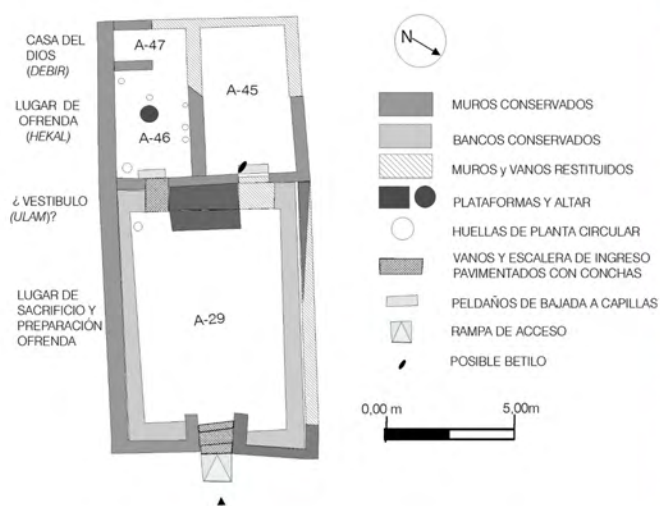 CASA DEL
DIOS
(DEBIR)
LUGAR DE
OFRENDA
(HEKAL)
¿ VESTIBULO
(ULAM)?
LUGAR DE
SACRIFICIO Y
PREPARACIÓN
OFRENDA
A-47
A-45
A-46
A-29
N
MUROS CONSERVADOS
BANCOS CONSERVADOS
MUROS y VANOS RESTITUIDOS
PLATAFORMAS Y ALTAR
HUELLAS DE PLANTA CIRCULAR
VANOS Y ESCALERA DE INGRESO
PAVIMENTADOS CON CONCHAS
PELDAÑOS DE BAJADA A CAPILLAS
RAMPA DE ACCESO
POSIBLE BETILO
0,00 m 5,00m